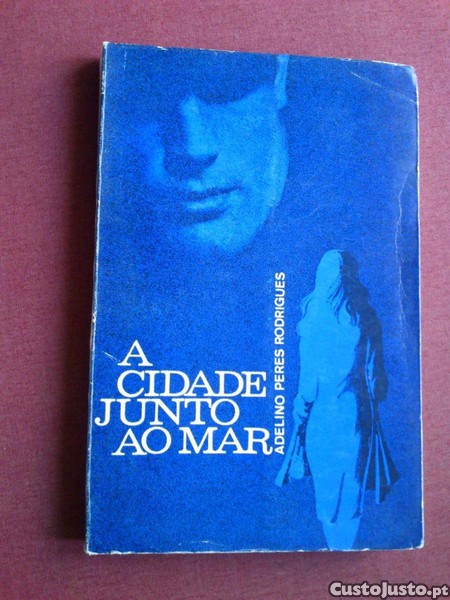 A
CIDADE
JUNTO
AO MAR
ADELINO PERES RODRIGUES
CustoJusto.pt